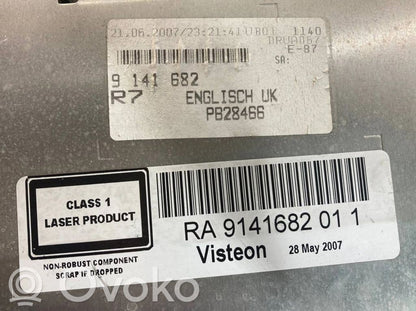 21.06.2007/23:21:41
1140
E-87
9 141 682
SA:
R7
ENGLISCH UK
PB28466
CLASS 1
LASER PRODUCT
NON-ROBUST COMPONENT
SCRAP IF DROPPED
RA 9141682 01 1
Visteon
28 May 2007
Ovoko